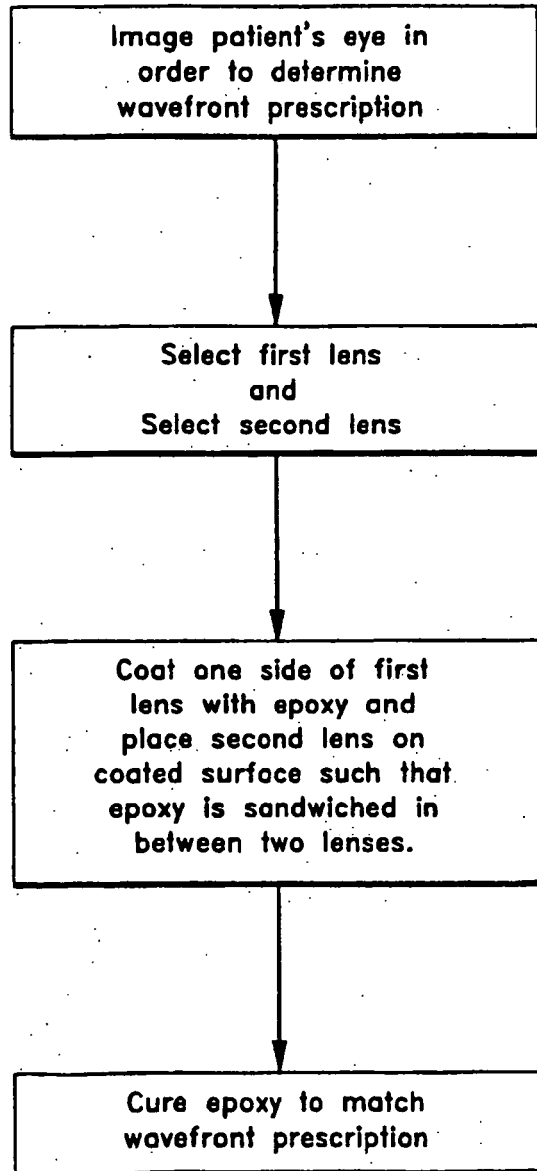 Image patient's eye in
order to determine
wavefront prescription
Select first lens
and
Select second lens
Coat one side of first
lens with epoxy and
place second lens on
coated surface such that
epoxy is sandwiched in
between two lenses.
Cure epoxy to match
wavefront prescription